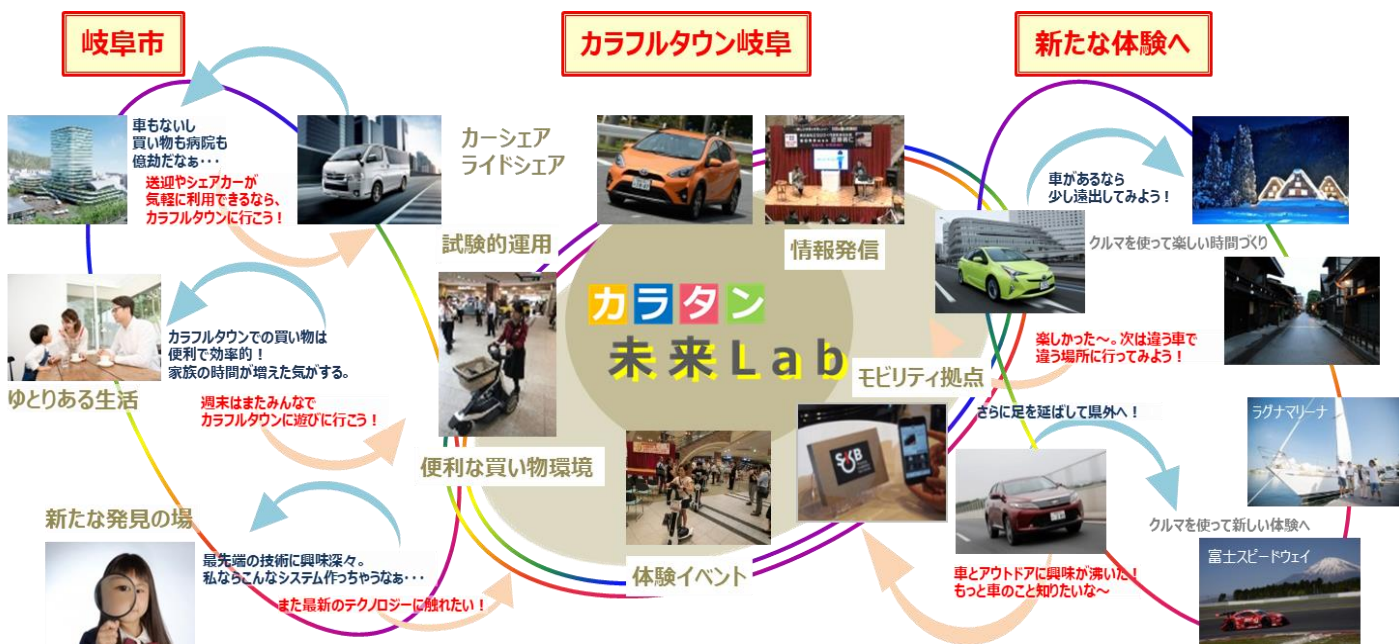 岐阜市
カラフルタウン岐阜
新たな体験へ
車もないし
買い物も病院も
億劫だなぁ・・・
送迎やシェアカーが
気軽に利用できるなら、
カラフルタウンに行こう！
カーシェア
ライドシェア
試験的運用
情報発信
車があるなら
少し遠出してみよう！
クルマを使って楽しい時間づくり
カラタン
未来Lab
カラフルタウンでの買い物は
便利で効率的！
家族の時間が増えた気がする。
ゆとりある生活
週末はまたみんなで
カラフルタウンに遊びに行こう！
楽しかった～。次は違う車で
違う場所に行ってみよう！
モビリティ拠点
さらに足を延ばして県外へ！
ラグナマリーナ
便利な買い物環境
新たな発見の場
最先端の技術に興味深々。
私ならこんなシステム作っちゃうなぁ・・・
また最新のテクノロジーに触れたい！
体験イベント
クルマを使って新しい体験へ
富士スピードウェイ
車とアウトドアに興味が沸いた！
もっと車のこと知りたいな～